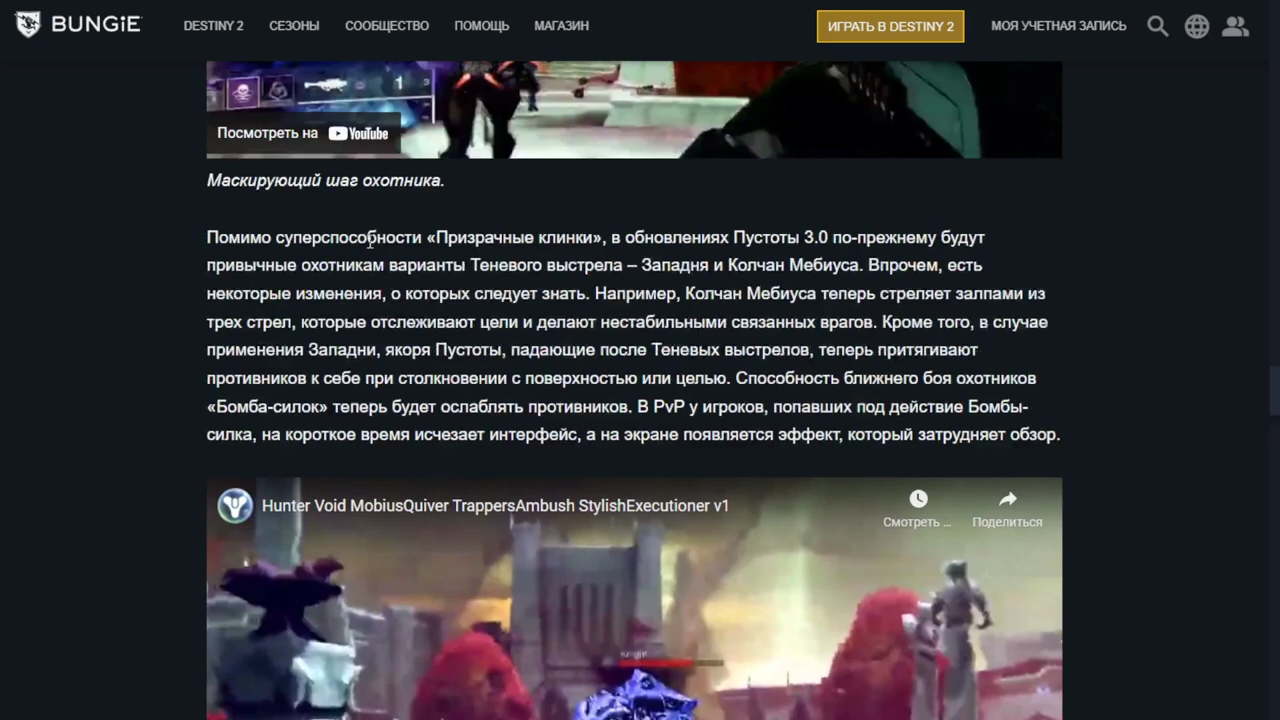 BUNGiE
DESTINY 2
СЕЗОНЫ
СООБЩЕСТВО
ПОМОЩЬ
МАГАЗИН
ИГРАТЬ В DESTINY 2
МОЯ УЧЕТНАЯ ЗАПИСЬ
1
3
Посмотреть на YouTube
Маскирующий шаг охотника.
Помимо суперспособности «Призрачные клинки», в обновлениях Пустоты 3.0 по-прежнему будут
привычные охотникам варианты Теневого выстрела – Западня и Колчан Мебиуса. Впрочем, есть
некоторые изменения, о которых следует знать. Например, Колчан Мебиуса теперь стреляет залпами из
трех стрел, которые отслеживают цели и делают нестабильными связанных врагов. Кроме того, в случае
применения Западни, якоря Пустоты, падающие после Теневых выстрелов, теперь притягивают
противников к себе при столкновении с поверхностью или целью. Способность ближнего боя охотников
«Бомба-силок» теперь будет ослаблять противников. В PvP у игроков, попавших под действие Бомбы-
силка, на короткое время исчезает интерфейс, а на экране появляется эффект, который затрудняет обзор.
Hunter Void MobiusQuiver TrappersAmbush StylishExecutioner v1
Смотреть ...
Поделиться